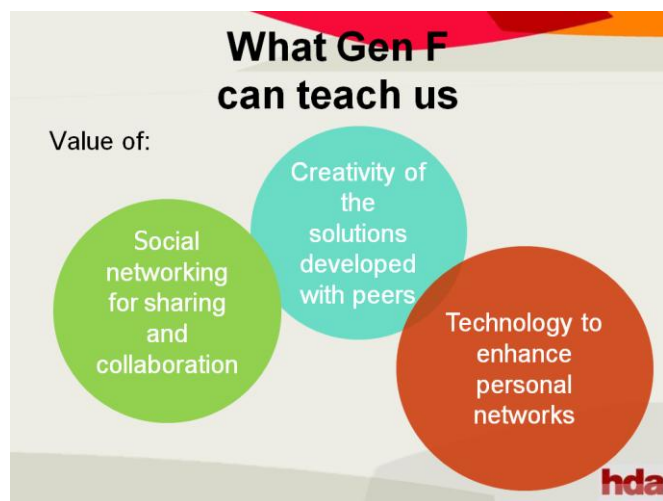 What Gen F
can teach us
Value of:
Social
networking
for sharing
and
collaboration
Creativity of
the
solutions
developed
with peers
Technology to
enhance
personal
networks
hda